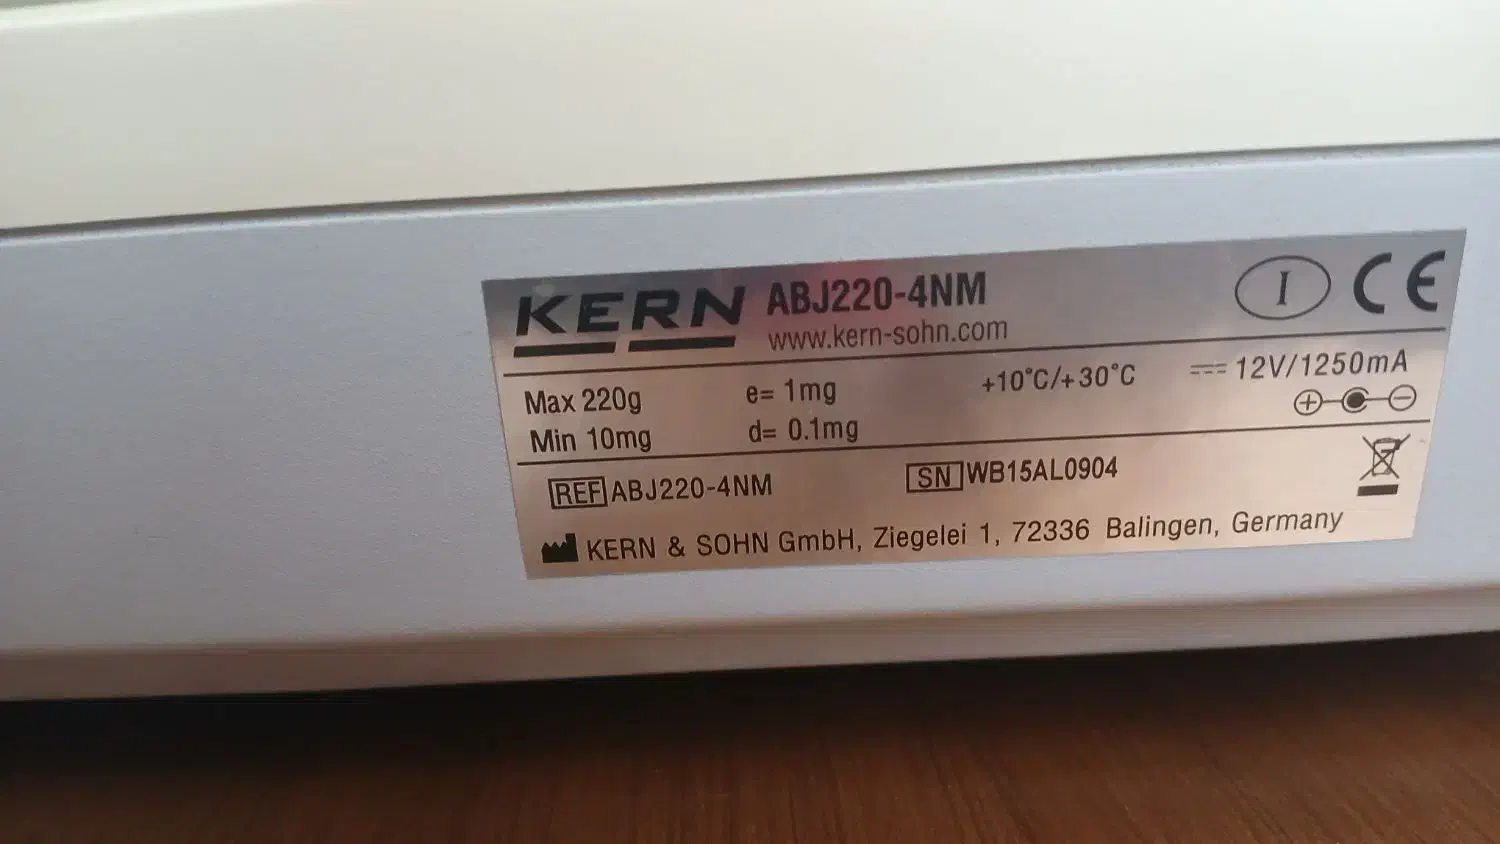 KERN ABJ220-4NM
www.kern-sohn.com
I CE
Max 220g e= 1mg +10°C/+30°C 12V/1250mA
Min 10mg d= 0.1mg
REF ABJ220-4NM SN WB15AL0904
KERN & SOHN GmbH, Ziegelei 1, 72336 Balingen, Germany